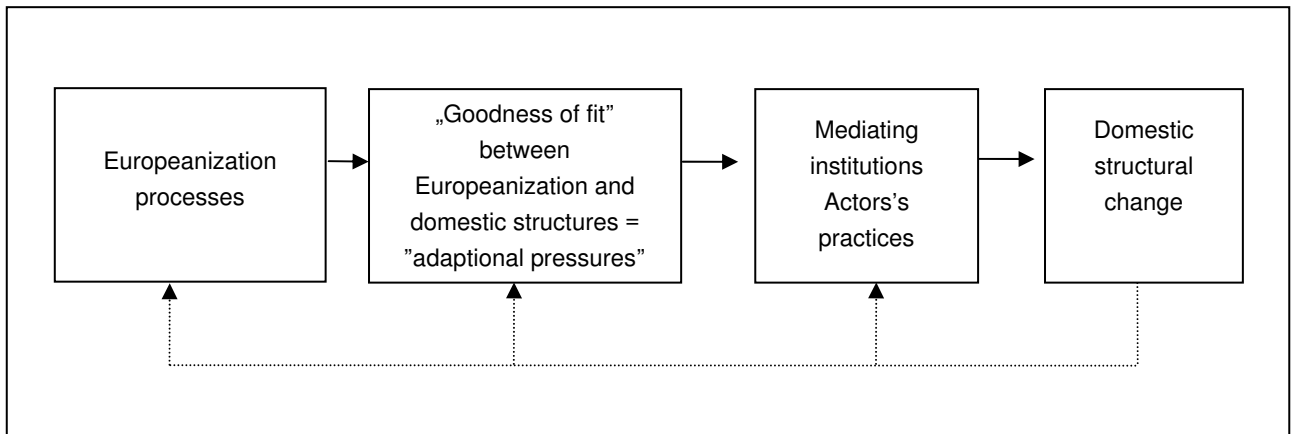 Europeanization
processes
„Goodness of fit”
between
Europeanization and
domestic structures =
”adaptional pressures”
Mediating
institutions
Actors’s
practices
Domestic
structural
change